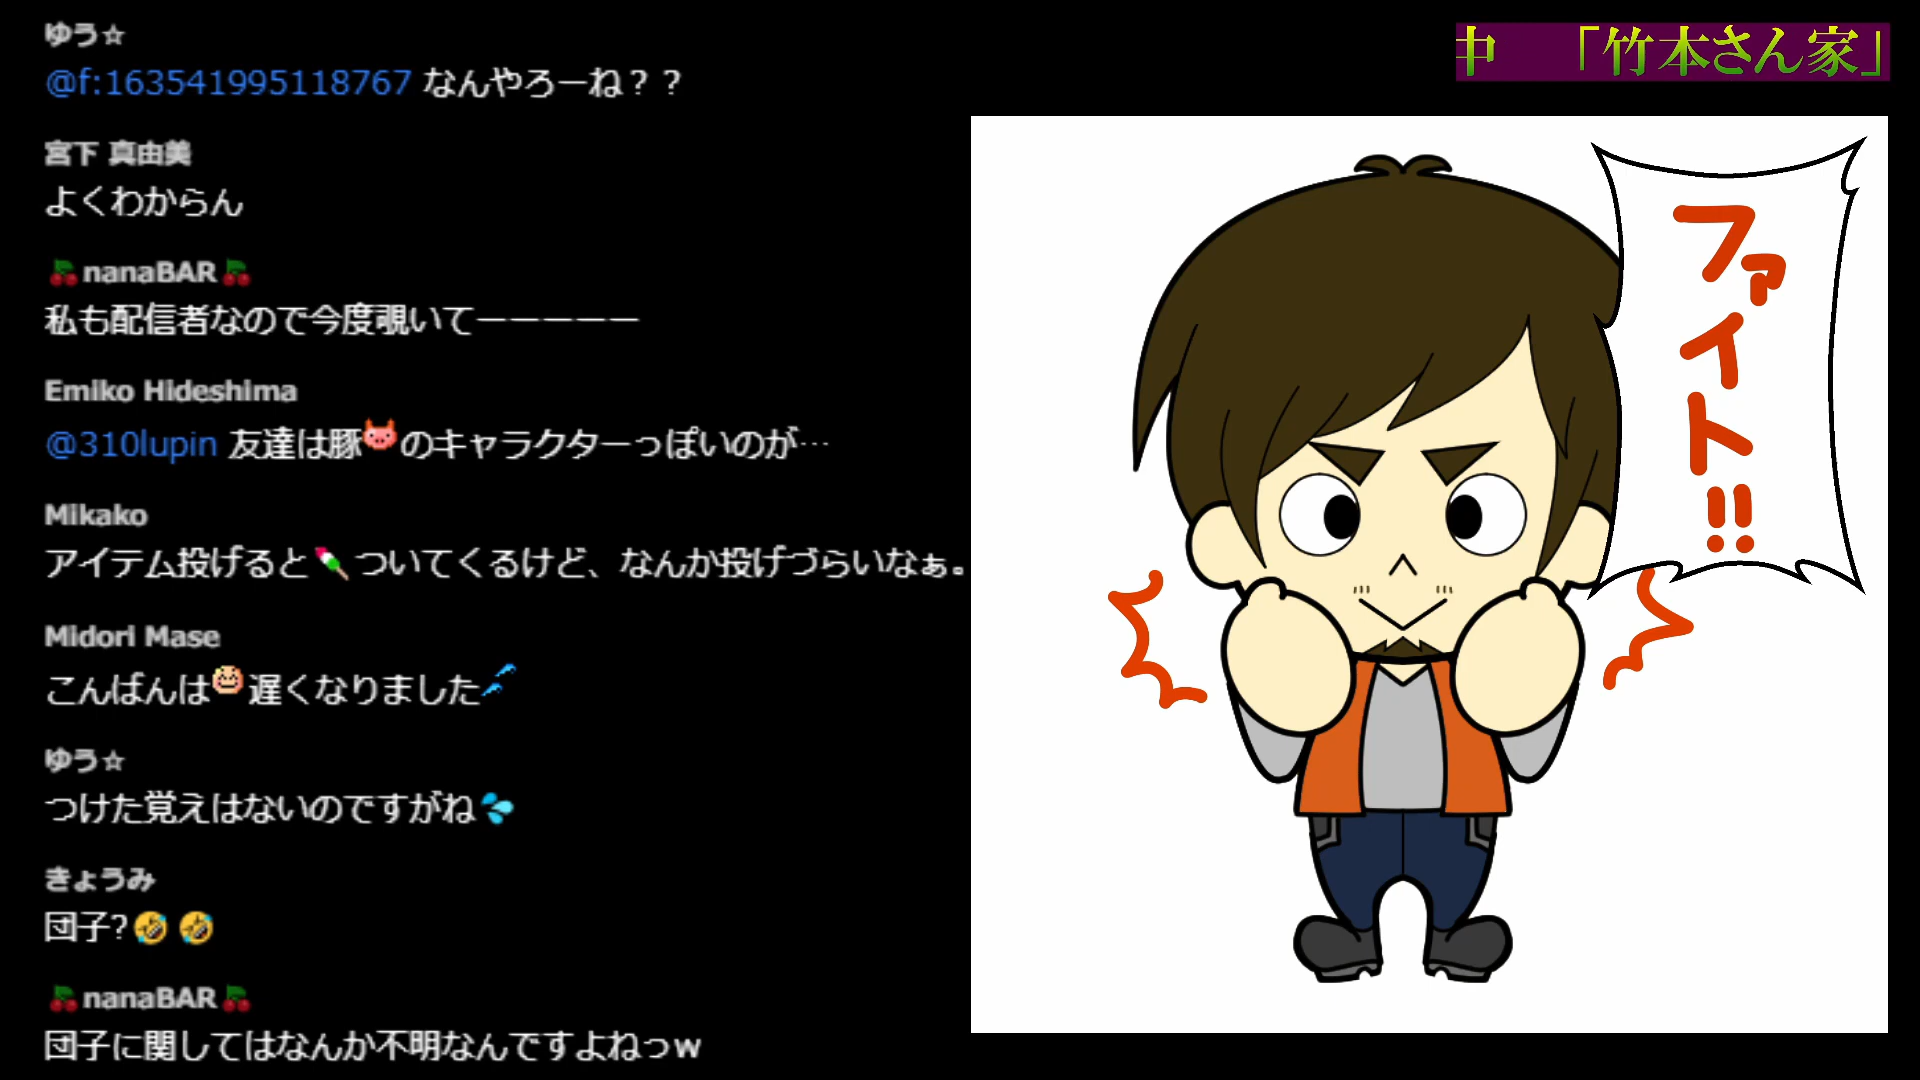 ゆう☆
@f:1635419951​18767 なんやろーね？？
宮下 真由美
よくわからん
🍒nanaBAR🍒
私も配信者なので今度覗いてーーーーー
Emiko Hideshima
@310lupin 友達は豚🐷のキャラクターっぽいのが…
Mikako
アイテム投げると🍡ついてくるけど、なんか投げづらいなぁ。
Midori Mase
こんばんは😊遅くなりました💦
ゆう☆
つけた覚えはないのですがね💦
きょうみ
団子?🤣🤣
🍒nanaBAR🍒
団子に関してはなんか不明なんですよねっw
中 「竹本さん家」
ファイト!!